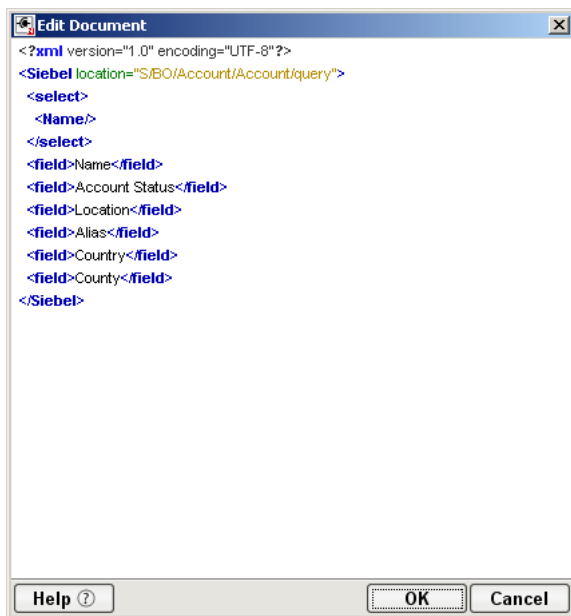 Edit Document
<?xml version="1.0" encoding="UTF-8"?>
<Siebel location="S/BO/Account/Account/query">
<select>
<Name/>
</select>
<field>Name</field>
<field>Account Status</field>
<field>Location</field>
<field>Alias</field>
<field>Country</field>
<field>County</field>
</Siebel>
Help ?
OK
Cancel